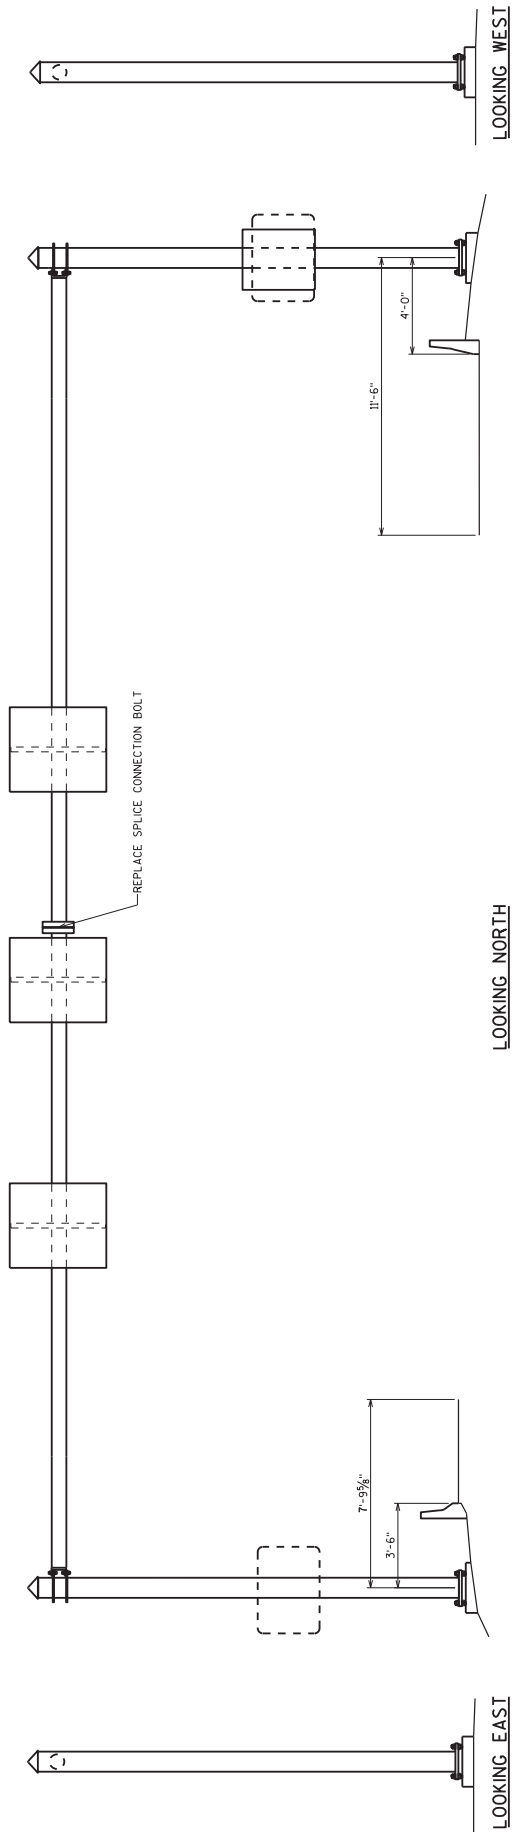 LOOKING EAST
LOOKING NORTH
LOOKING WEST
REPLACE SPLICE CONNECTION BOLT
7'-9⅝"
3'-6"
11'-6"
4'-0"